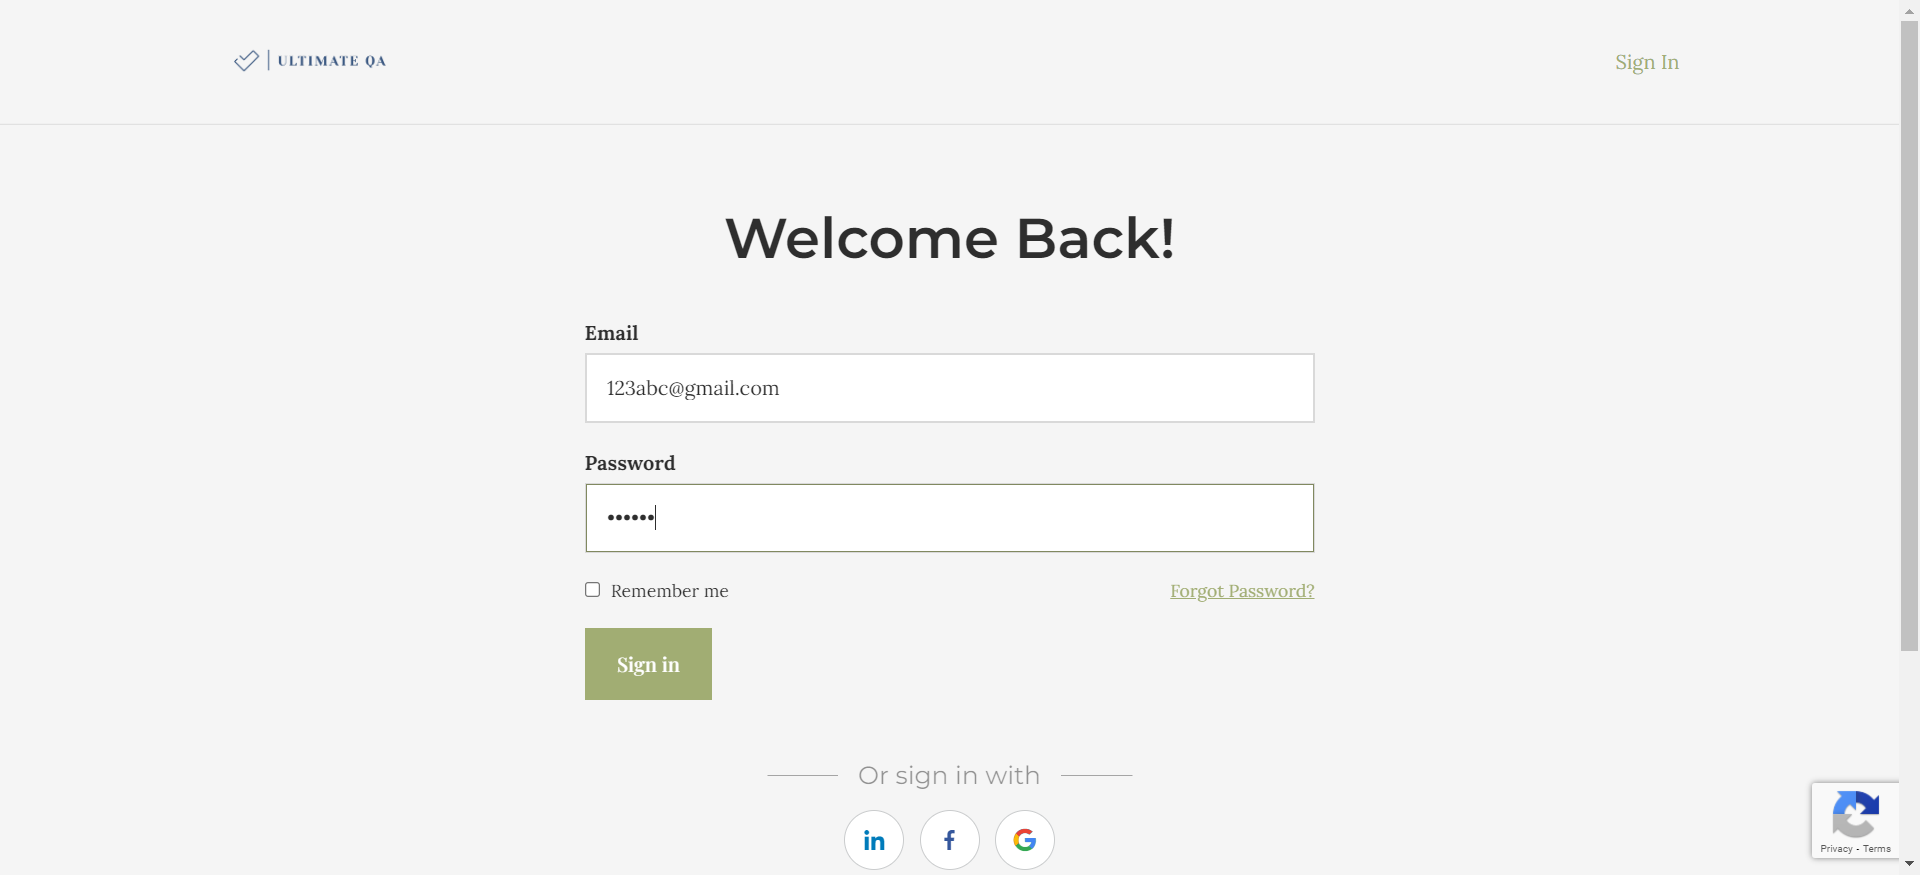 ULTIMATE QA
Sign In
Welcome Back!
Email
123abc@gmail.com
Password
••••••
Remember me
Forgot Password?
Sign in
Or sign in with
in
f
G
Privacy - Terms